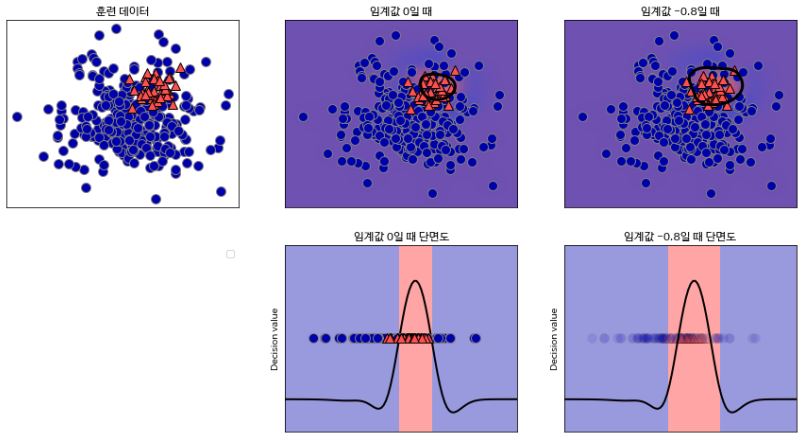 훈련 데이터
임계값 0일 때
임계값 -0.8일 때
임계값 0일 때 단면도
임계값 -0.8일 때 단면도
Decision value
Decision value